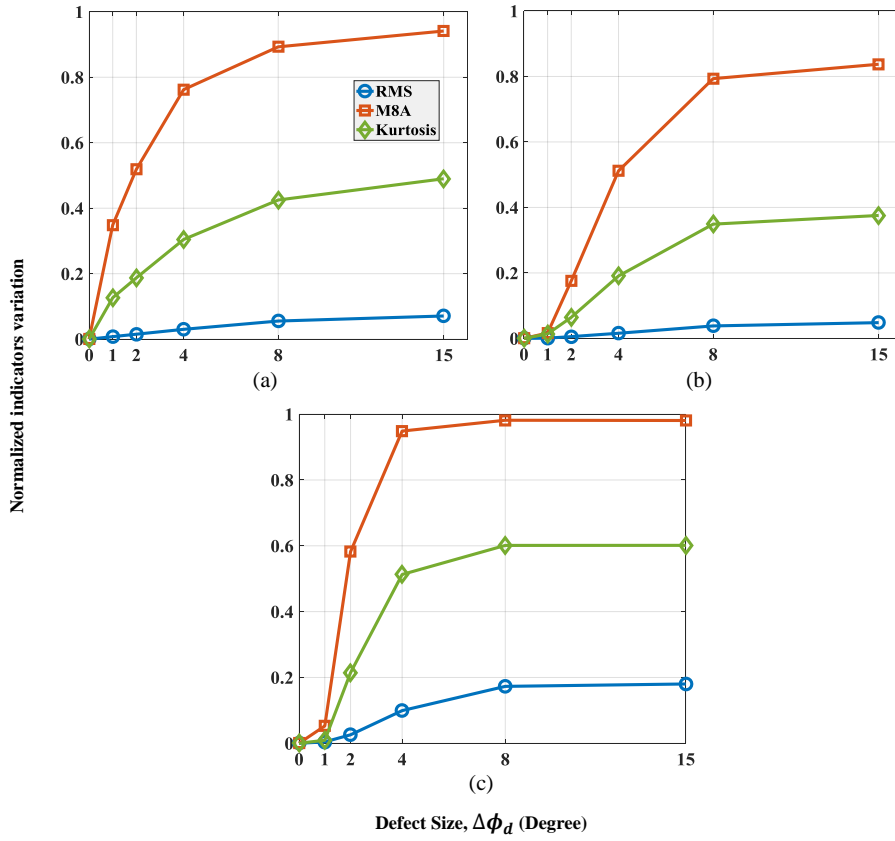 1
0.8
0.6
0.4
0.2
0
0 1 2 4 8 15
RMS
M8A
Kurtosis
(a)
1
0.8
0.6
0.4
0.2
0
0 1 2 4 8 15
(b)
Normalized indicators variation
1
0.8
0.6
0.4
0.2
0
0 1 2 4 8 15
(c)
Defect Size, Δϕ_d (Degree)